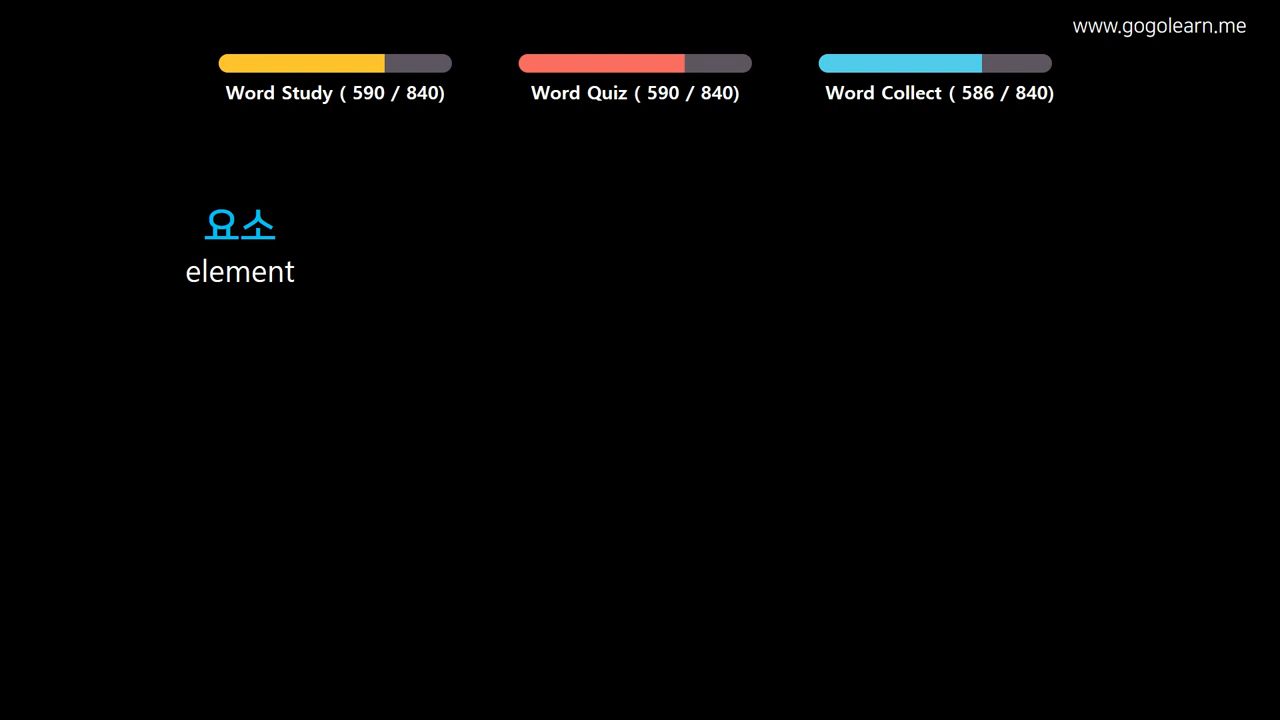 www.gogolearn.me
Word Study ( 590 / 840)
Word Quiz ( 590 / 840)
Word Collect ( 586 / 840)
요소
element